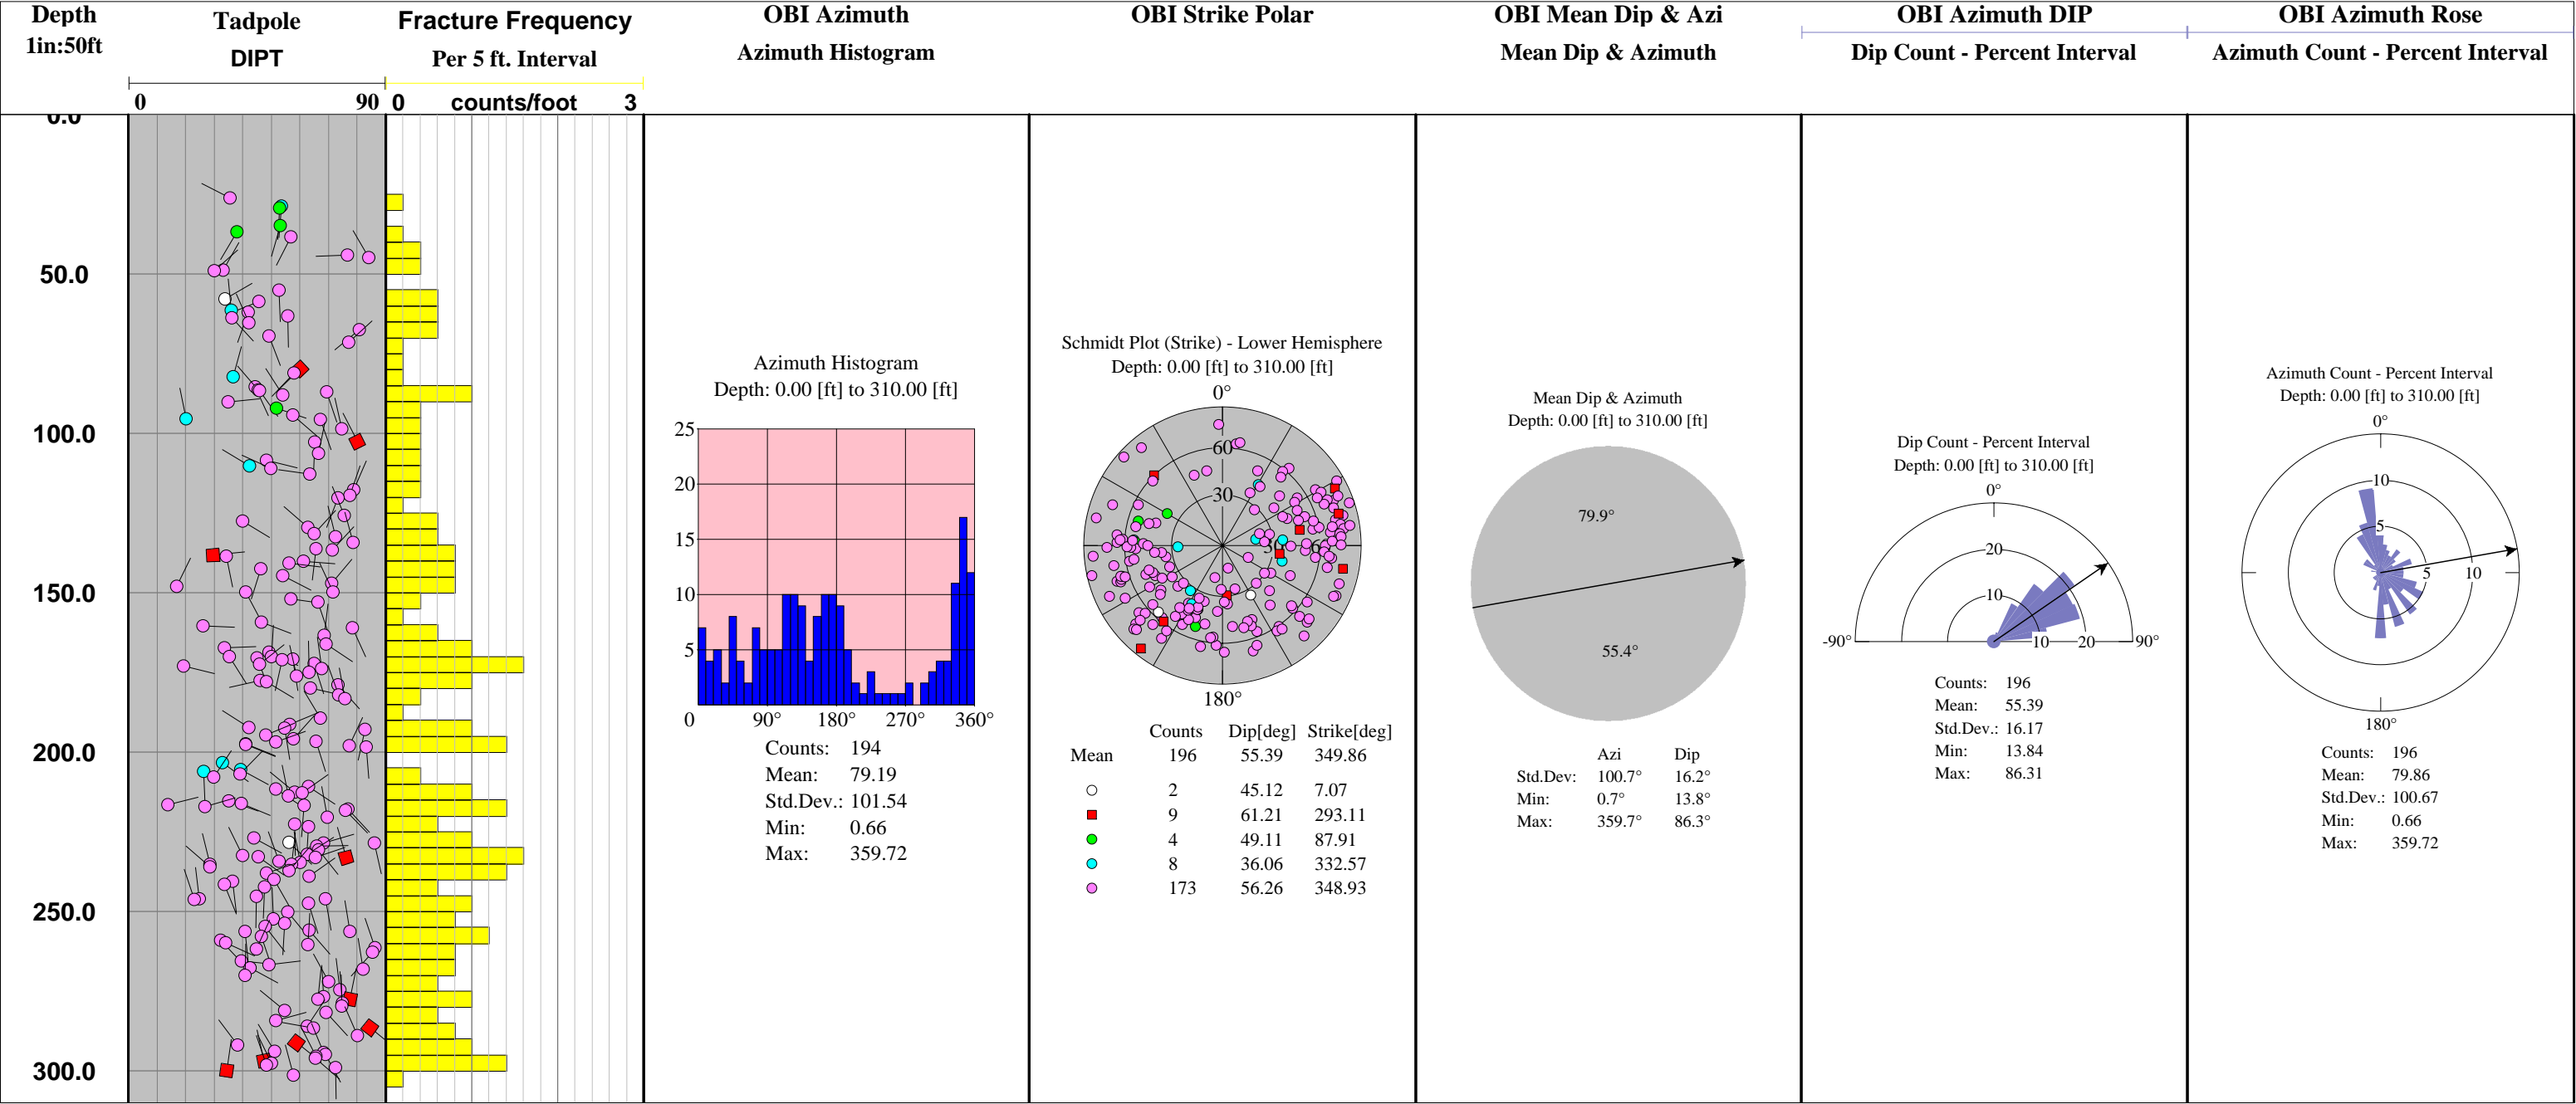 Depth
1in:50ft
Tadpole
DIPT
0 90
Fracture Frequency
Per 5 ft. Interval
0 counts/foot 3
OBI Azimuth
Azimuth Histogram
OBI Strike Polar
OBI Mean Dip & Azi
Mean Dip & Azimuth
OBI Azimuth DIP
Dip Count - Percent Interval
OBI Azimuth Rose
Azimuth Count - Percent Interval
0.0
50.0
100.0
150.0
200.0
250.0
300.0
Azimuth Histogram
Depth: 0.00 [ft] to 310.00 [ft]
25
20
15
10
5
0 90° 180° 270° 360°
Counts: 194
Mean: 79.19
Std.Dev.: 101.54
Min: 0.66
Max: 359.72
Schmidt Plot (Strike) - Lower Hemisphere
Depth: 0.00 [ft] to 310.00 [ft]
0°
60
30
30 60
180°
Counts Dip[deg] Strike[deg]
Mean 196 55.39 349.86
2 45.12 7.07
9 61.21 293.11
4 49.11 87.91
8 36.06 332.57
173 56.26 348.93
Mean Dip & Azimuth
Depth: 0.00 [ft] to 310.00 [ft]
79.9°
55.4°
Azi Dip
Std.Dev: 100.7° 16.2°
Min: 0.7° 13.8°
Max: 359.7° 86.3°
Dip Count - Percent Interval
Depth: 0.00 [ft] to 310.00 [ft]
0°
20
10
-90° 10 20 90°
Counts: 196
Mean: 55.39
Std.Dev.: 16.17
Min: 13.84
Max: 86.31
Azimuth Count - Percent Interval
Depth: 0.00 [ft] to 310.00 [ft]
0°
10
5
5 10
180°
Counts: 196
Mean: 79.86
Std.Dev.: 100.67
Min: 0.66
Max: 359.72